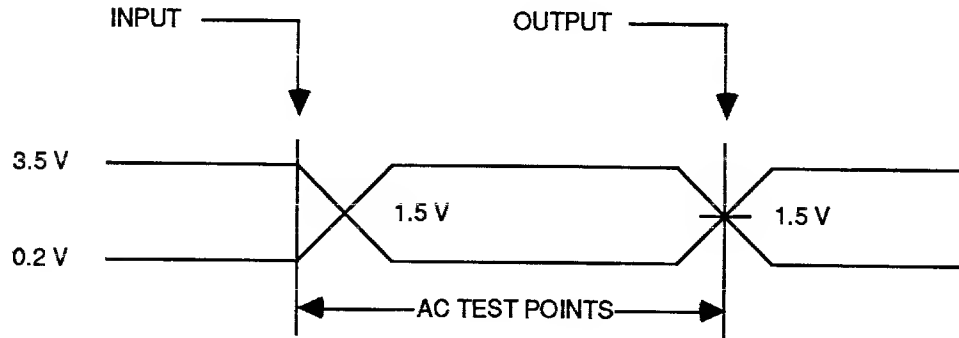 INPUT
OUTPUT
3.5 V
1.5 V
1.5 V
0.2 V
AC TEST POINTS